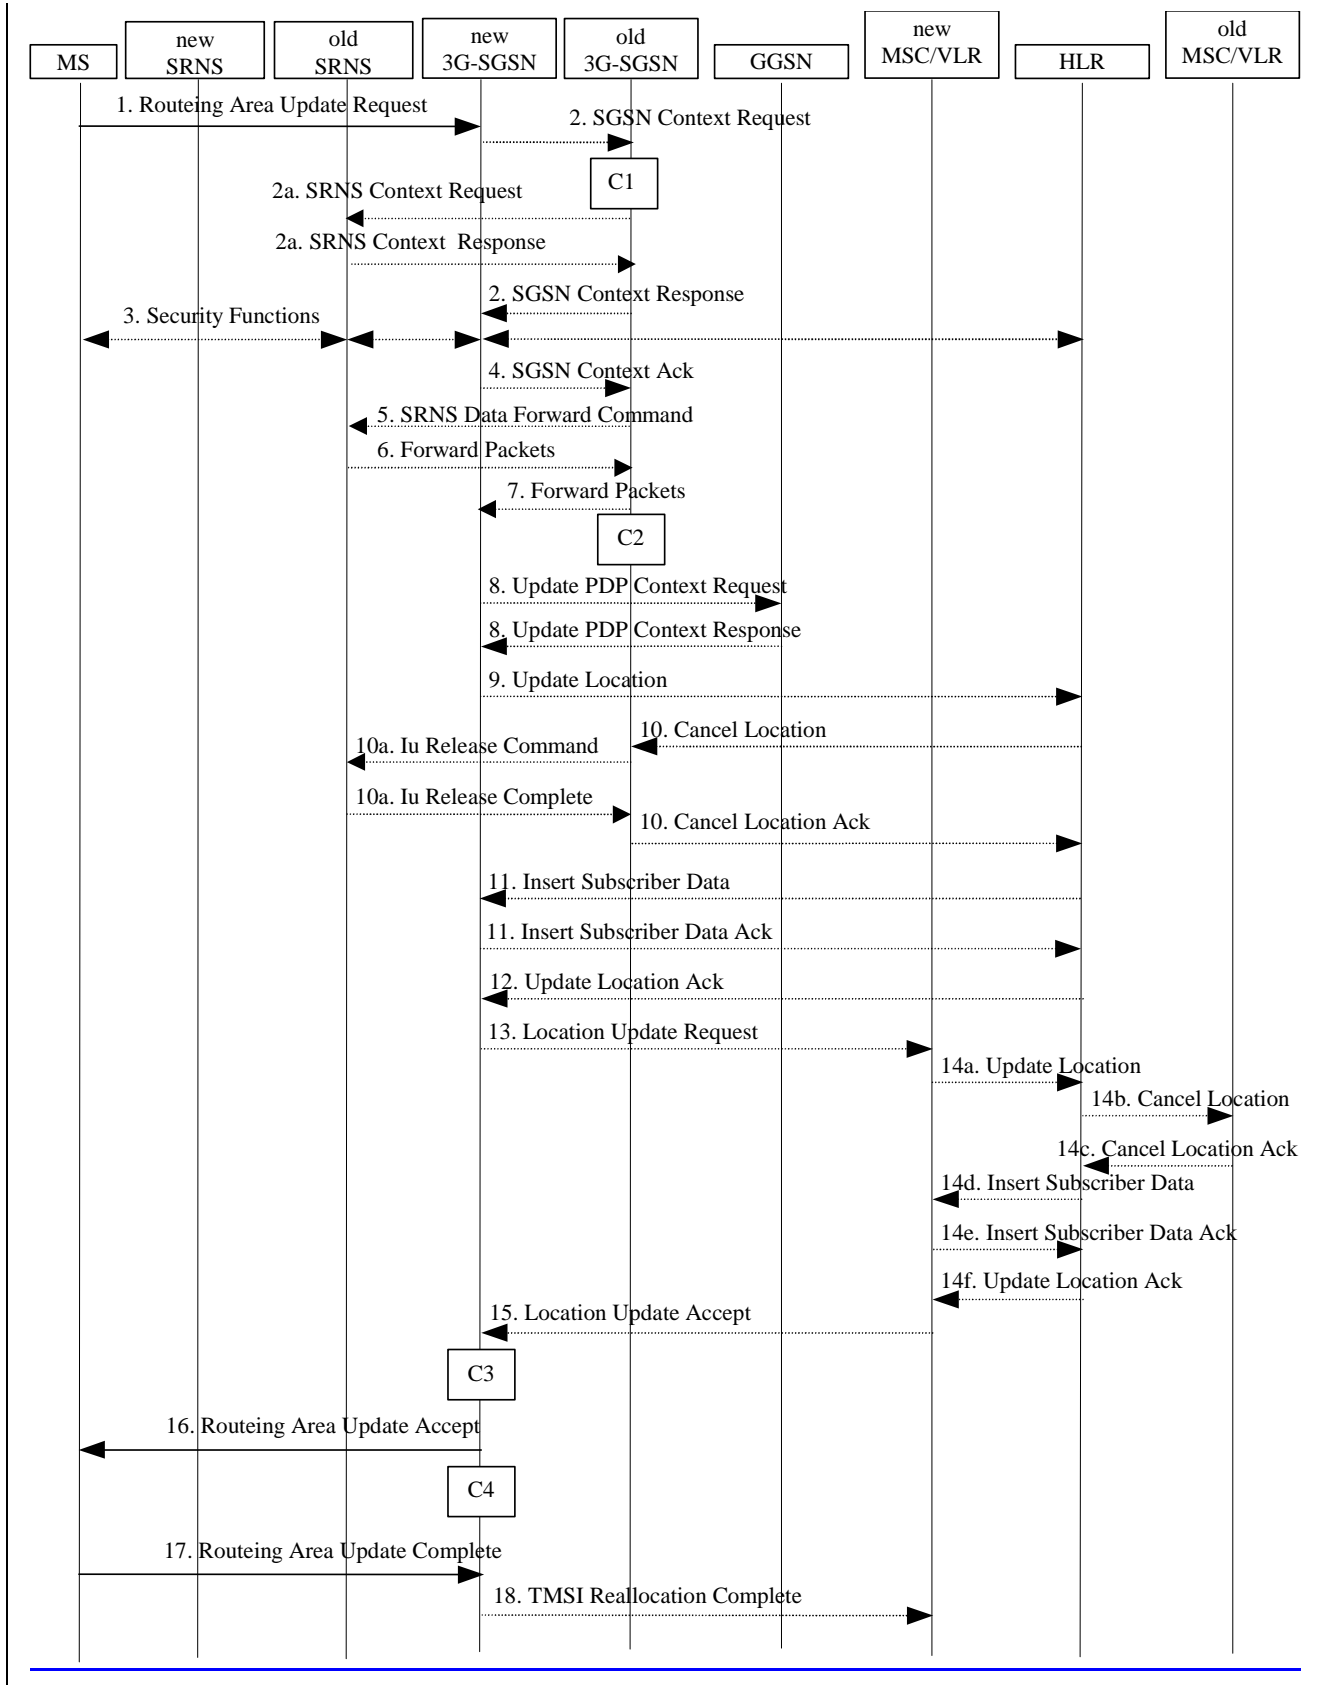 MS
new
SRNS
old
SRNS
new
3G-SGSN
old
3G-SGSN
GGSN
new
MSC/VLR
HLR
old
MSC/VLR
1. Routeing Area Update Request
2. SGSN Context Request
C1
2a. SRNS Context Request
2a. SRNS Context Response
2. SGSN Context Response
3. Security Functions
4. SGSN Context Ack
5. SRNS Data Forward Command
6. Forward Packets
7. Forward Packets
C2
8. Update PDP Context Request
8. Update PDP Context Response
9. Update Location
10. Cancel Location
10a. Iu Release Command
10a. Iu Release Complete
10. Cancel Location Ack
11. Insert Subscriber Data
11. Insert Subscriber Data Ack
12. Update Location Ack
13. Location Update Request
14a. Update Location
14b. Cancel Location
14c. Cancel Location Ack
14d. Insert Subscriber Data
14e. Insert Subscriber Data Ack
14f. Update Location Ack
15. Location Update Accept
C3
16. Routeing Area Update Accept
C4
17. Routeing Area Update Complete
18. TMSI Reallocation Complete